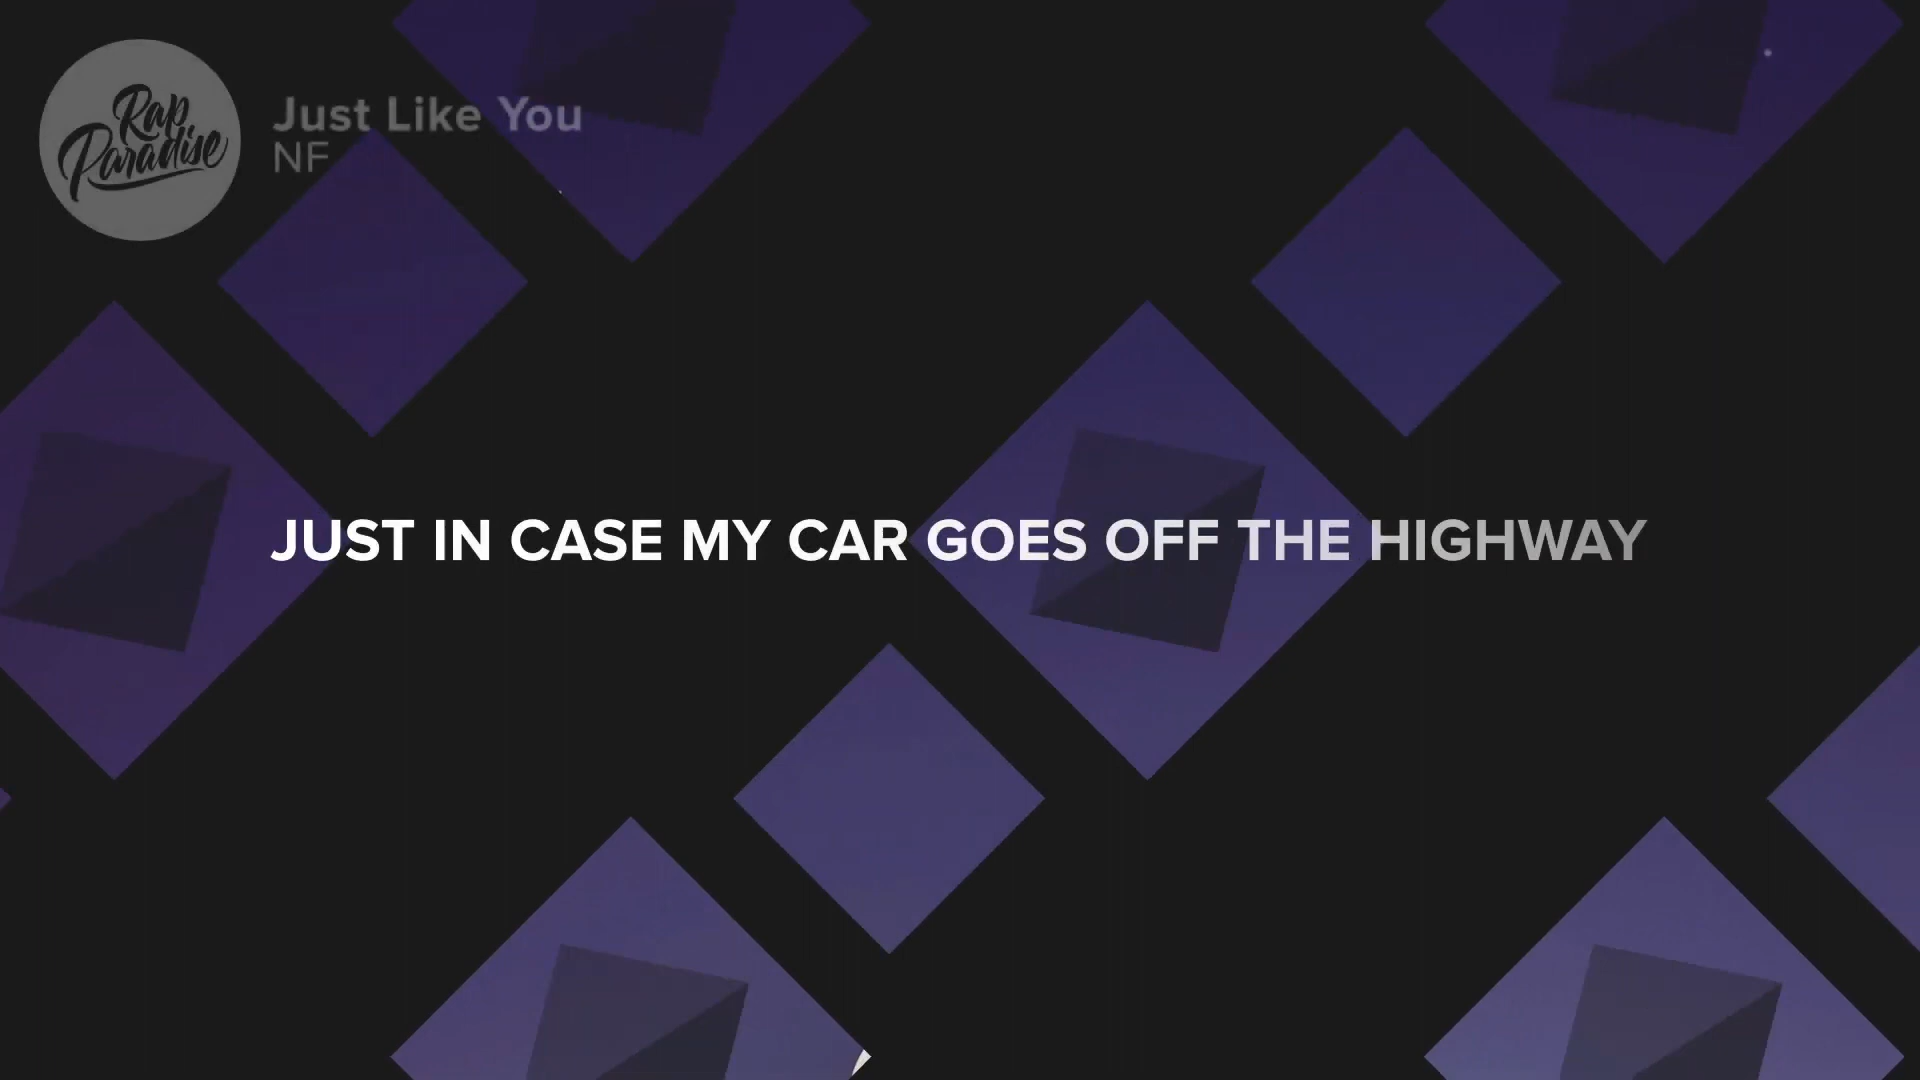 Rap
Paradise
Just Like You
NF
JUST IN CASE MY CAR GOES OFF THE HIGHWAY